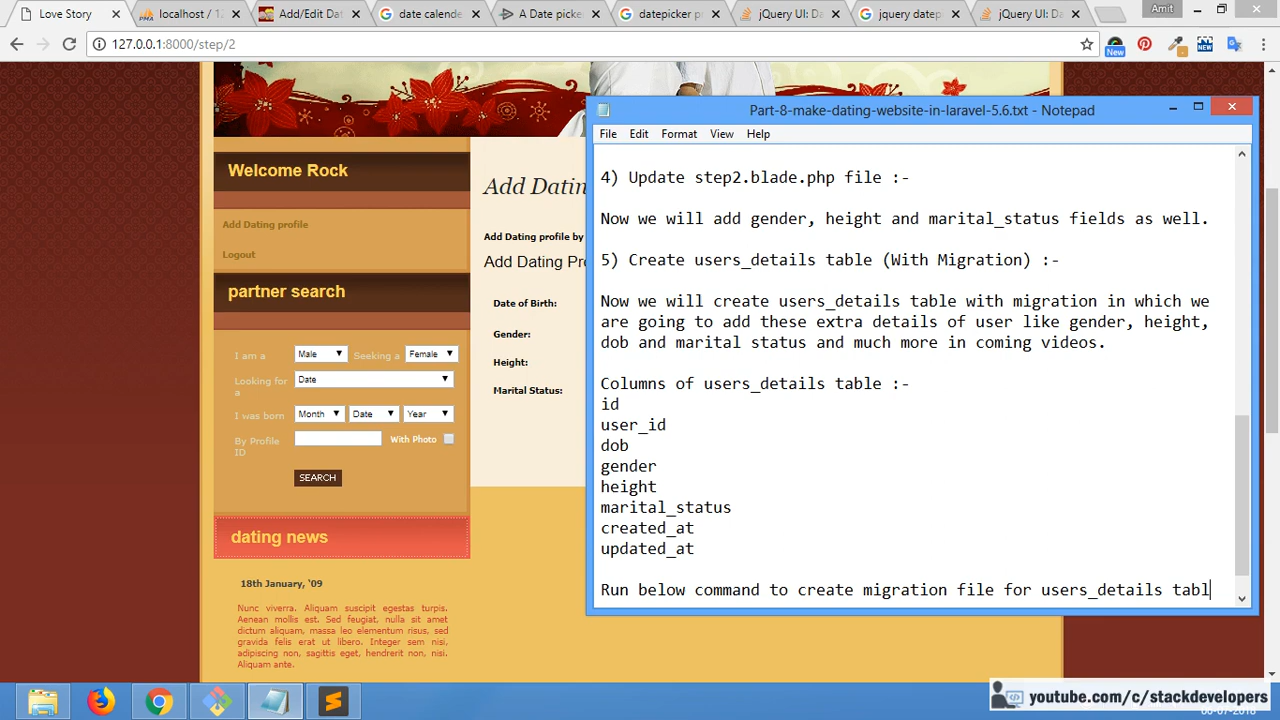 Love Story
localhost / 12
Add/Edit Dat
date calende
A Date picke
datepicker p
jQuery UI: Da
jquery datep
jQuery UI: Da
Amit
127.0.0.1:8000/step/2
New
NEW
Welcome Rock
Add Dating profile
Logout
partner search
I am a Male Seeking a Female
Looking for a Date
I was born Month Date Year
By Profile ID With Photo
SEARCH
dating news
18th January, '09
Nunc viverra. Aliquam suscipit egestas turpis.
Aenean mollis est. Sed feugiat, nulla sit amet
dictum aliquam, massa leo elementum risus, sed
gravida felis erat ut libero. Integer sem nisi,
adipiscing non, sagittis eget, hendrerit non, nisi.
Aliquam ante.
Add Datin
Add Dating profile by
Add Dating Pr
Date of Birth:
Gender:
Height:
Marital Status:
Part-8-make-dating-website-in-laravel-5.6.txt - Notepad
File Edit Format View Help
4) Update step2.blade.php file :-
Now we will add gender, height and marital_status fields as well.
5) Create users_details table (With Migration) :-
Now we will create users_details table with migration in which we
are going to add these extra details of user like gender, height,
dob and marital status and much more in coming videos.
Columns of users_details table :-
id
user_id
dob
gender
height
marital_status
created_at
updated_at
Run below command to create migration file for users_details tabl
youtube.com/c/stackdevelopers